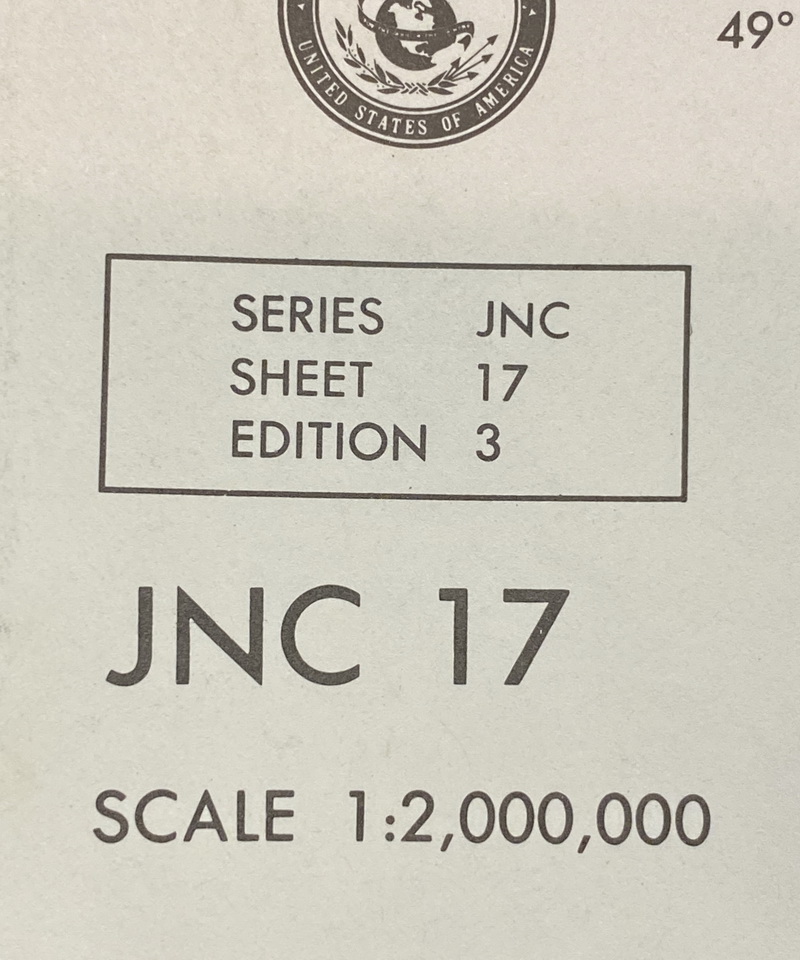 49°
UNITED STATES OF AMERICA
SERIES JNC
SHEET 17
EDITION 3
JNC 17
SCALE 1:2,000,000